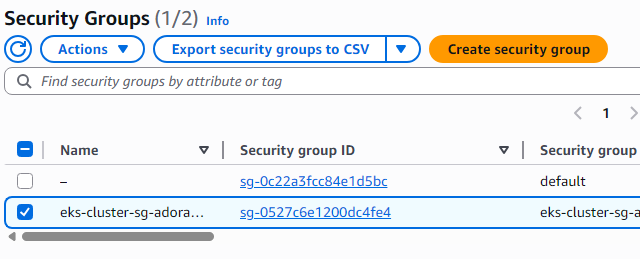 Security Groups (1/2) Info
Actions Export security groups to CSV Create security group
Find security groups by attribute or tag
1
Name Security group ID Security group
– sg-0c22a3fcc84e1d5bc default
eks-cluster-sg-adora... sg-0527c6e1200dc4fe4 eks-cluster-sg-a